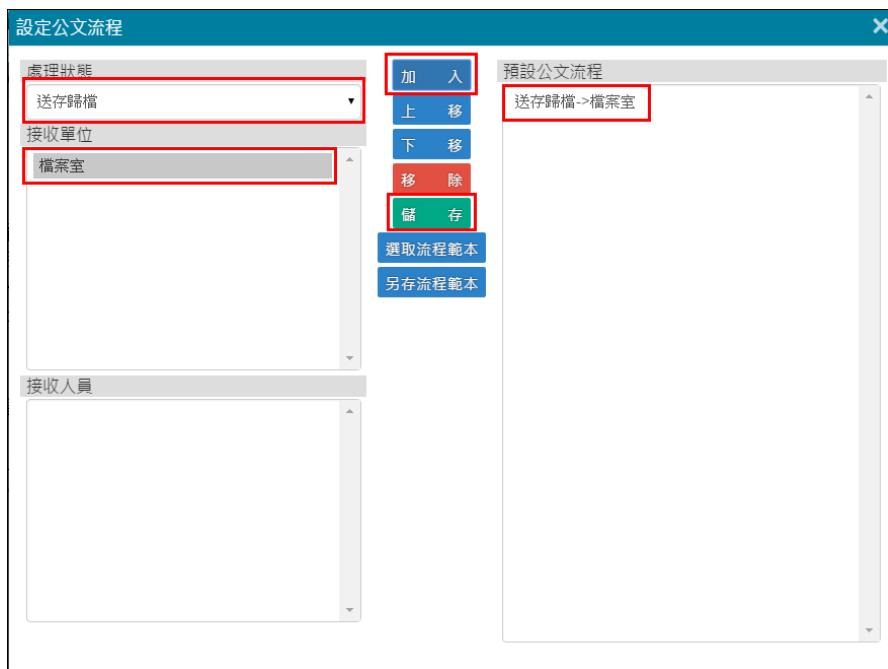 設定公文流程
處理狀態
送存歸檔
接收單位
檔案室
接收人員
加 入
上 移
下 移
移 除
儲 存
選取流程範本
另存流程範本
預設公文流程
送存歸檔->檔案室